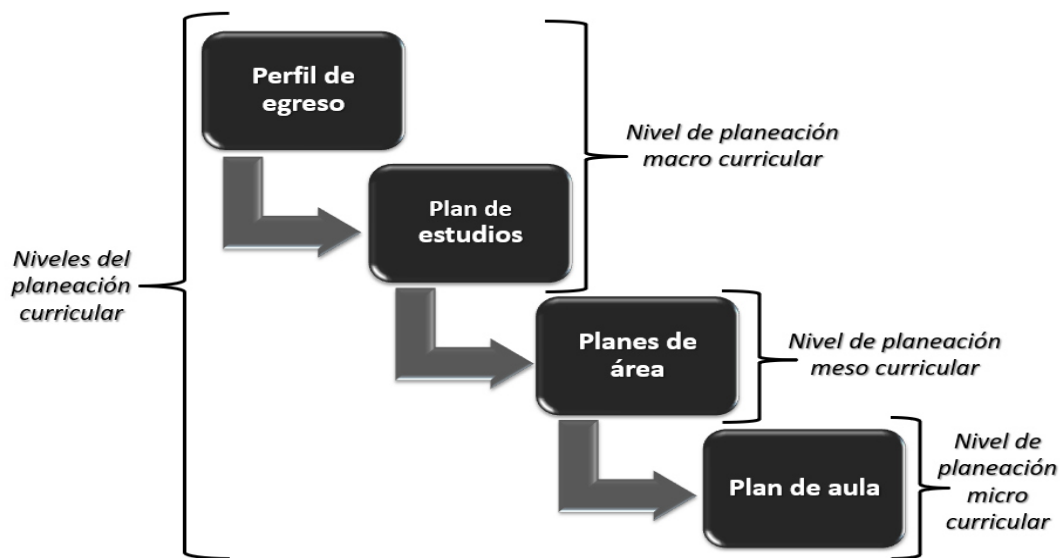 Perfil de
egreso
Nivel de planeación
macro curricular
Plan de
estudios
Niveles del
planeación
curricular
Planes de
área
Nivel de planeación
meso curricular
Plan de aula
Nivel de
planeación
micro
curricular